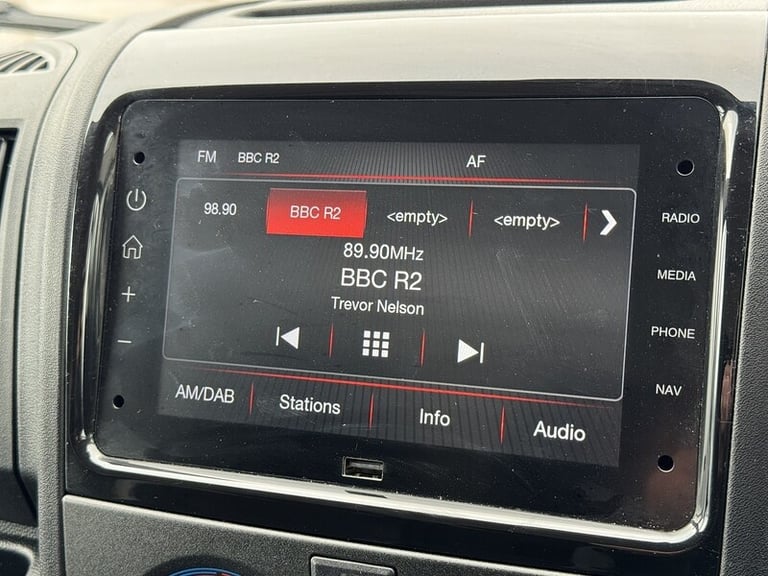 FM BBC R2 AF
98.90 BBC R2 <empty> <empty>
89.90MHz
BBC R2
Trevor Nelson
AM/DAB Stations Info Audio
RADIO
MEDIA
PHONE
NAV